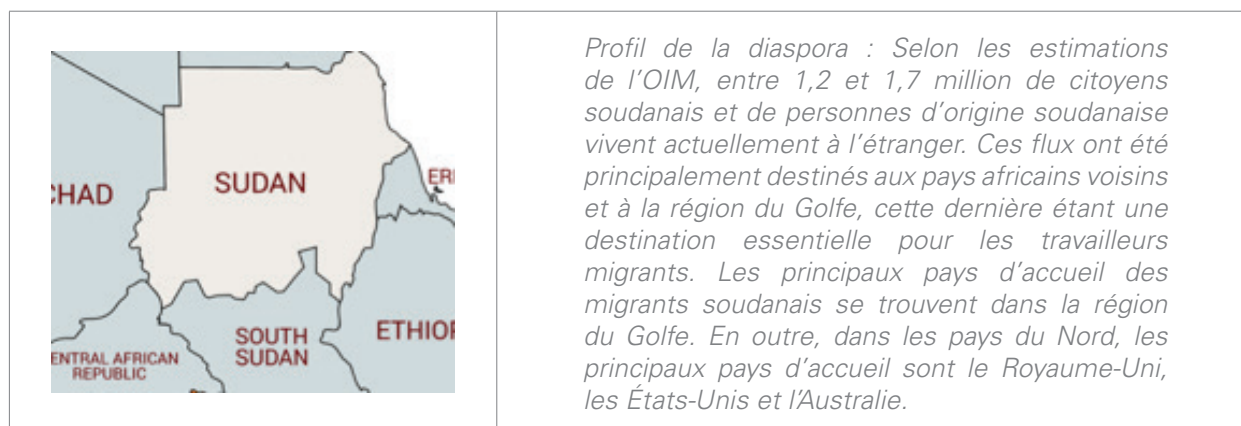 CHAD
SUDAN
ERI
SOUTH
SUDAN
ETHIOP
ENTRAL AFRICAN
REPUBLIC
Profil de la diaspora : Selon les estimations
de l’OIM, entre 1,2 et 1,7 million de citoyens
soudanais et de personnes d’origine soudanaise
vivent actuellement à l’étranger. Ces flux ont été
principalement destinés aux pays africains voisins
et à la région du Golfe, cette dernière étant une
destination essentielle pour les travailleurs
migrants. Les principaux pays d’accueil des
migrants soudanais se trouvent dans la région
du Golfe. En outre, dans les pays du Nord, les
principaux pays d’accueil sont le Royaume-Uni,
les États-Unis et l’Australie.